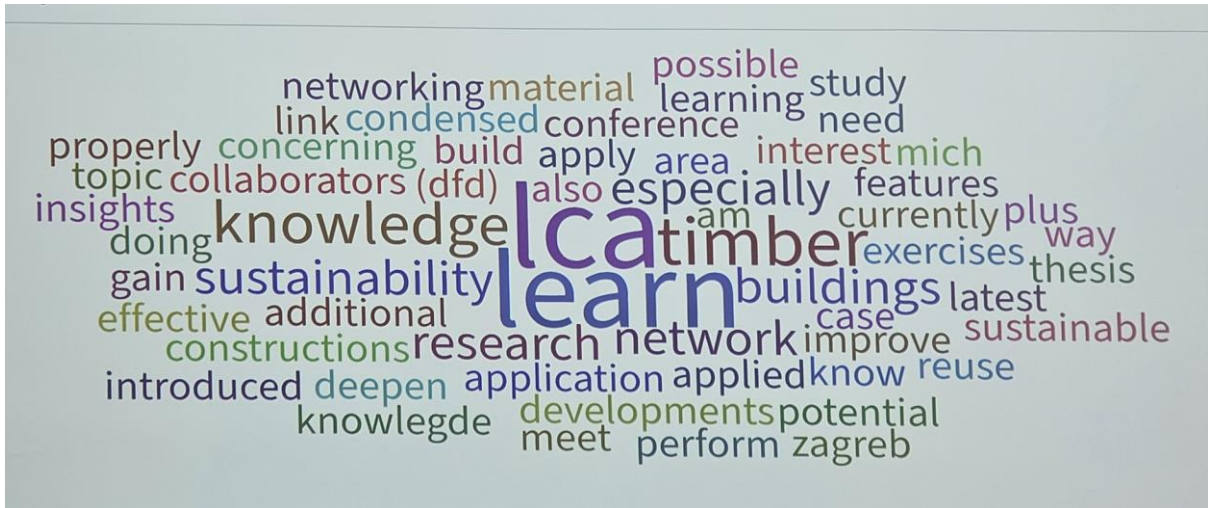 networking material possible study
link condensed conference learning need
properly concerning build apply area interest mich
topic collaborators (dfd) also especially features
insights knowledge lca timber am currently plus way
doing exercises thesis
gain sustainability learn buildings latest
effective additional case sustainable
constructions research network improve
introduced deepen application applied know reuse
knowlegde developments potential
meet perform zagreb